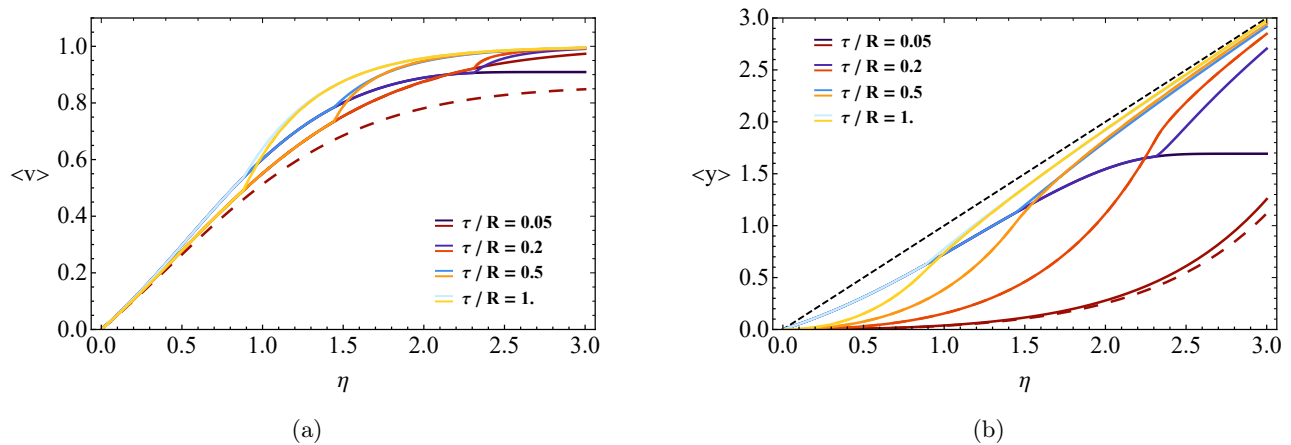 1.0
0.8
0.6
<v>
0.4
0.2
0.0
τ / R = 0.05
τ / R = 0.2
τ / R = 0.5
τ / R = 1.
0.0 0.5 1.0 1.5 2.0 2.5 3.0
η
(a)
3.0
2.5
2.0
<y>
1.5
1.0
0.5
0.0
τ / R = 0.05
τ / R = 0.2
τ / R = 0.5
τ / R = 1.
0.0 0.5 1.0 1.5 2.0 2.5 3.0
η
(b)